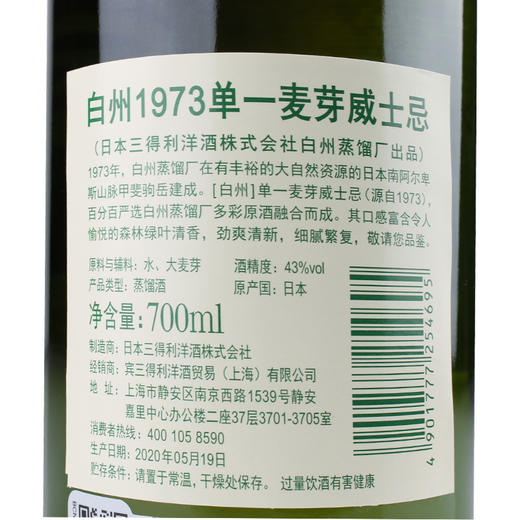 白州1973单一麦芽威士忌
(日本三得利洋酒株式会社白州蒸馏厂出品)
1973年，白州蒸馏厂在有丰裕的大自然资源的日本南阿尔卑
斯山脉甲斐驹岳建成。[白州]单一麦芽威士忌(源自1973)，
百分百严选白州蒸馏厂多彩原酒融合而成。其口感富含令人
愉悦的森林绿叶清香，劲爽清新，细腻繁复，敬请您品鉴。
原料与辅料：水、大麦芽 酒精度：43%vol
产品类型：蒸馏酒 原产国：日本
净含量：700ml
制造商：日本三得利洋酒株式会社
经销商：宾三得利洋酒贸易（上海）有限公司
地 址：上海市静安区南京西路1539号静安
嘉里中心办公楼二座37层3701-3705室
消费者热线：400 105 8590
生产日期：2020年05月19日
贮存条件：请置于常温，干燥处保存。 过量饮酒有害健康
4 901777 254695